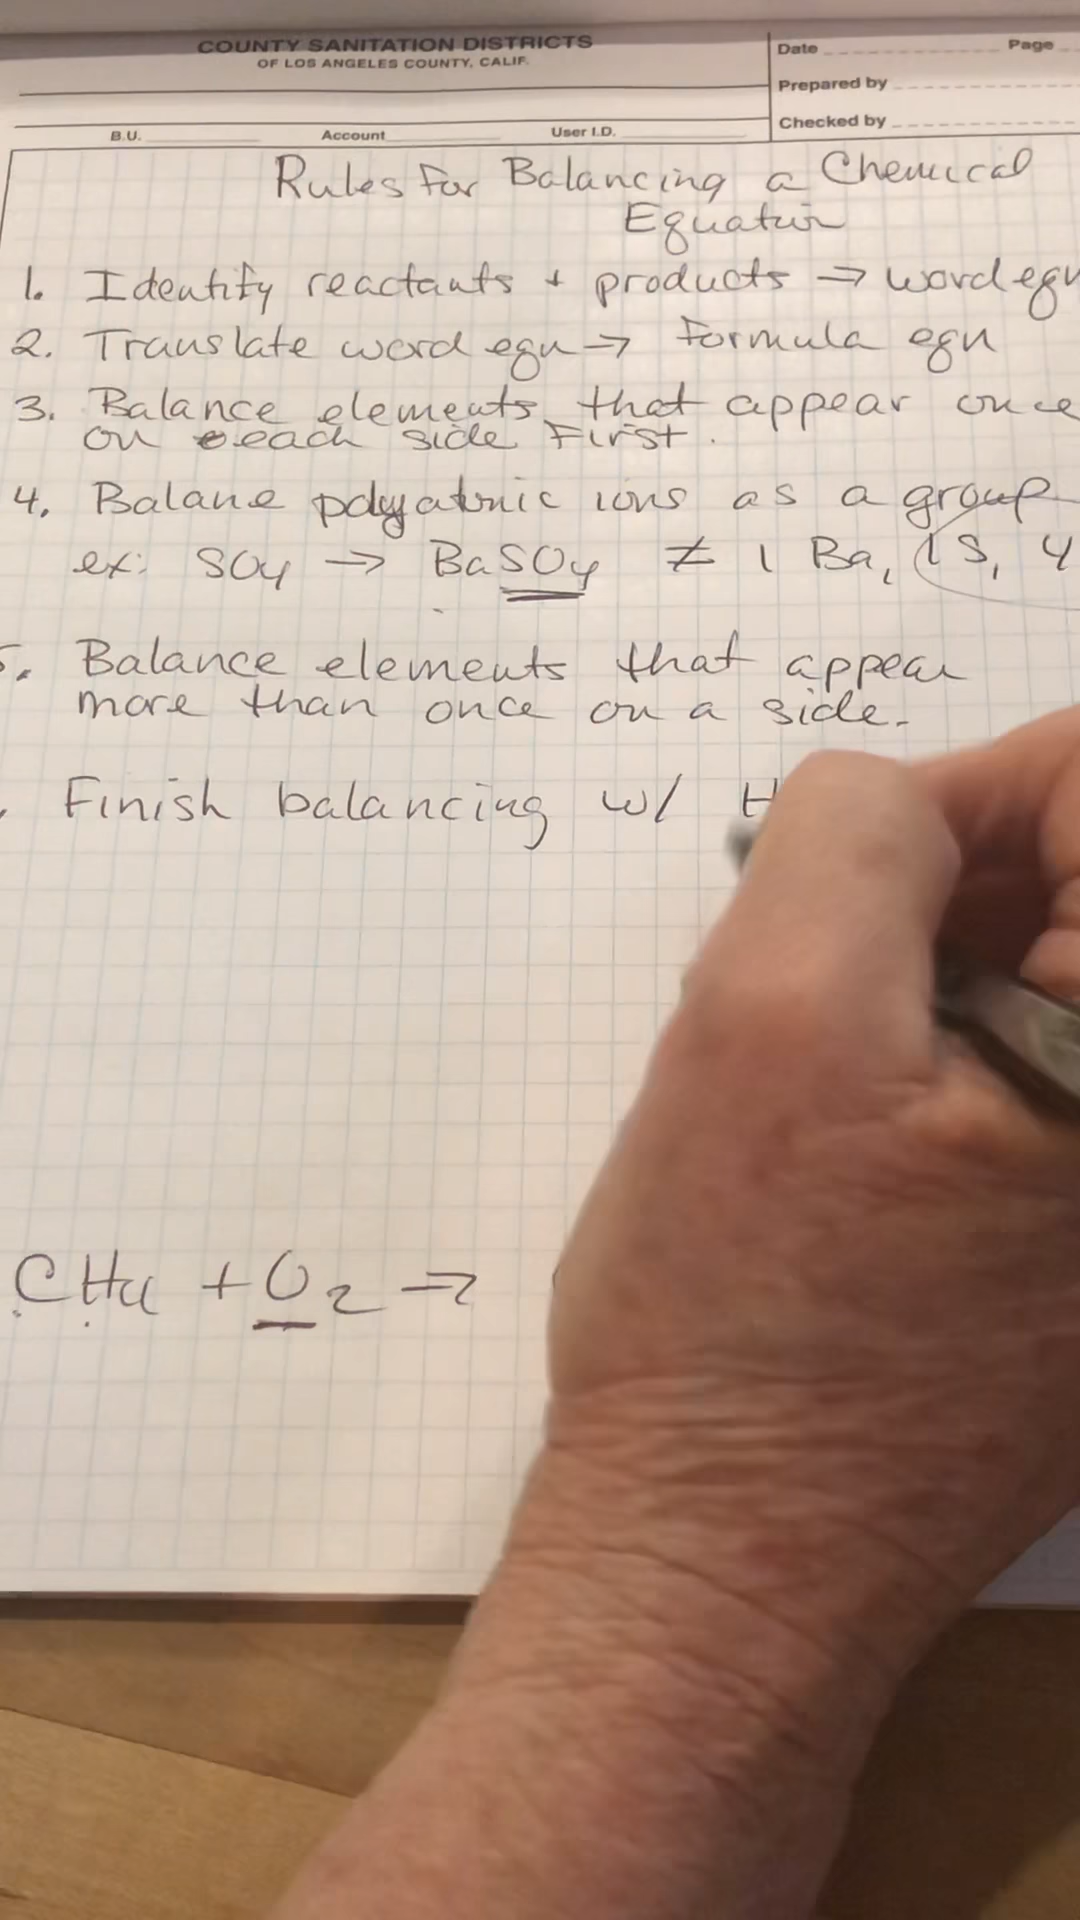 COUNTY SANITATION DISTRICTS
OF LOS ANGELES COUNTY, CALIF.
Date Page
Prepared by
Checked by
B.U. Account User I.D.
Rules for Balancing a Chemical
Equation
1. Identify reactants + products → word eqn
2. Translate word eqn → Formula eqn
3. Balance elements that appear once
on each side First.
4. Balane polyatomic ions as a group
ex: SO4 → BaSO4 ≠ 1 Ba, 1 S, 4
5. Balance elements that appear
more than once on a side.
Finish balancing w/ H
CH4 + O2 →